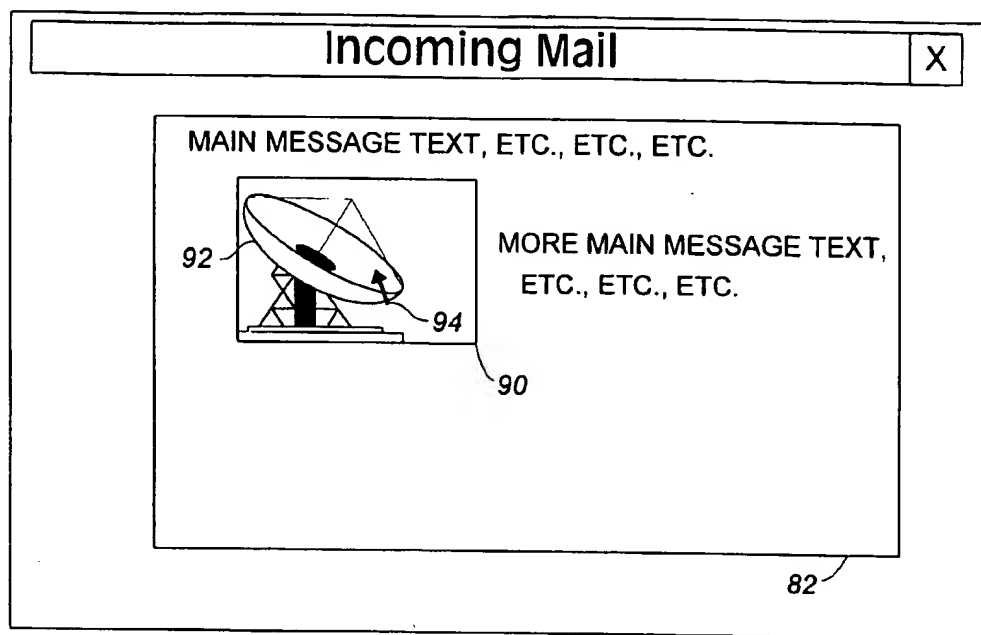 Incoming Mail
X
MAIN MESSAGE TEXT, ETC., ETC., ETC.
MORE MAIN MESSAGE TEXT,
ETC., ETC., ETC.
92
94
90
82